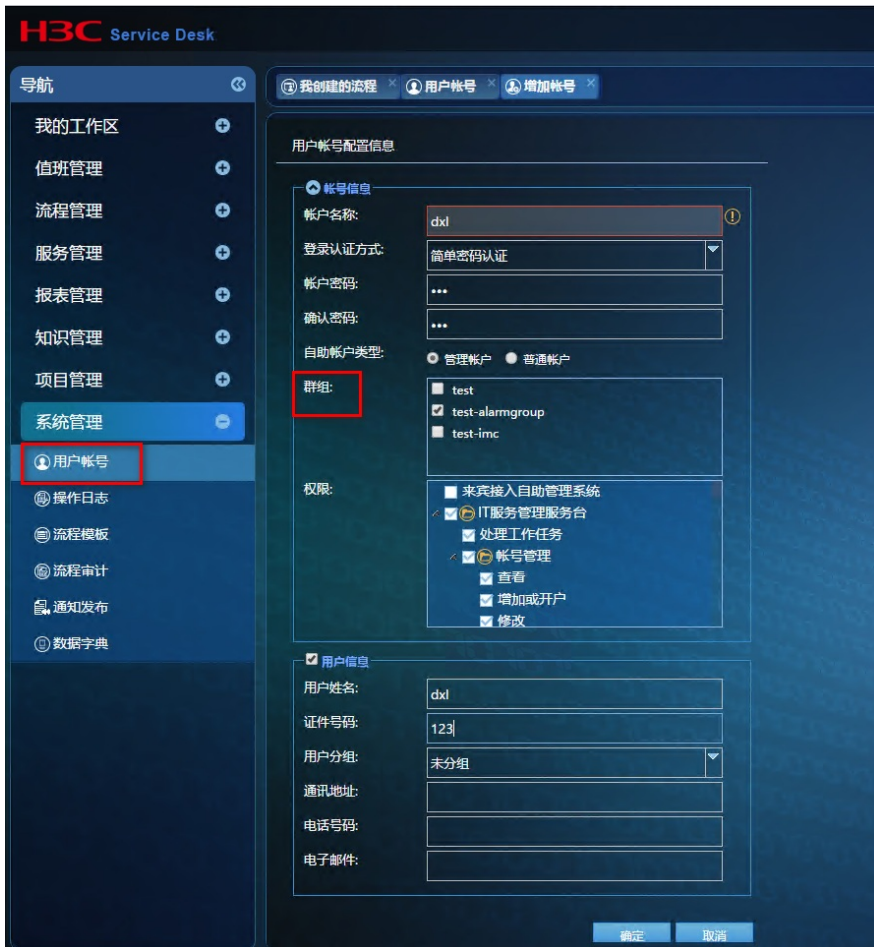 H3C Service Desk
导航
我的工作区
值班管理
流程管理
服务管理
报表管理
知识管理
项目管理
系统管理
用户帐号
操作日志
流程模板
流程审计
通知发布
数据字典
我创建的流程 用户帐号 增加帐号
用户帐号配置信息
帐号信息
帐户名称: dxl
登录认证方式: 简单密码认证
帐户密码: •••
确认密码: •••
自助帐户类型: 管理帐户 普通帐户
群组: test
test-alarmgroup
test-imc
权限: 来宾接入自助管理系统
IT服务管理服务台
处理工作任务
帐号管理
查看
增加或开户
修改
用户信息
用户姓名: dxl
证件号码: 123
用户分组: 未分组
通讯地址:
电话号码:
电子邮件:
确定 取消